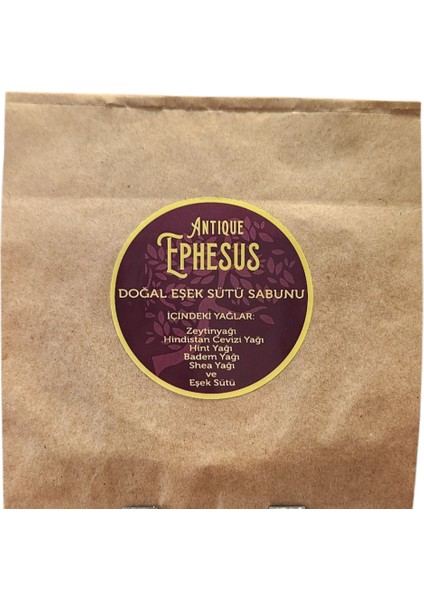 ANTIQUE
EPHESUS
DOĞAL EŞEK SÜTÜ SABUNU
İÇİNDEKİ YAĞLAR:
Zeytinyağı
Hindistan Cevizi Yağı
Hint Yağı
Badem Yağı
Shea Yağı
ve
Eşek Sütü